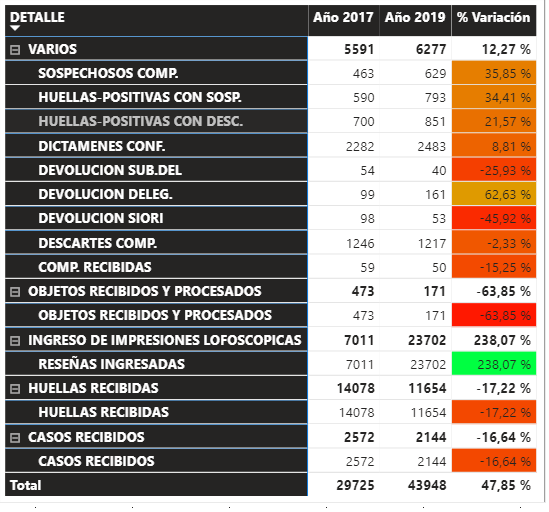 DETALLE Año 2017 Año 2019 % Variación
VARIOS 5591 6277 12,27 %
SOSPECHOSOS COMP. 463 629 35,85 %
HUELLAS-POSITIVAS CON SOSP. 590 793 34,41 %
HUELLAS-POSITIVAS CON DESC. 700 851 21,57 %
DICTAMENES CONF. 2282 2483 8,81 %
DEVOLUCION SUB.DEL 54 40 -25,93 %
DEVOLUCION DELEG. 99 161 62,63 %
DEVOLUCION SIORI 98 53 -45,92 %
DESCARTES COMP. 1246 1217 -2,33 %
COMP. RECIBIDAS 59 50 -15,25 %
OBJETOS RECIBIDOS Y PROCESADOS 473 171 -63,85 %
OBJETOS RECIBIDOS Y PROCESADOS 473 171 -63,85 %
INGRESO DE IMPRESIONES LOFOSCOPICAS 7011 23702 238,07 %
RESEÑAS INGRESADAS 7011 23702 238,07 %
HUELLAS RECIBIDAS 14078 11654 -17,22 %
HUELLAS RECIBIDAS 14078 11654 -17,22 %
CASOS RECIBIDOS 2572 2144 -16,64 %
CASOS RECIBIDOS 2572 2144 -16,64 %
Total 29725 43948 47,85 %